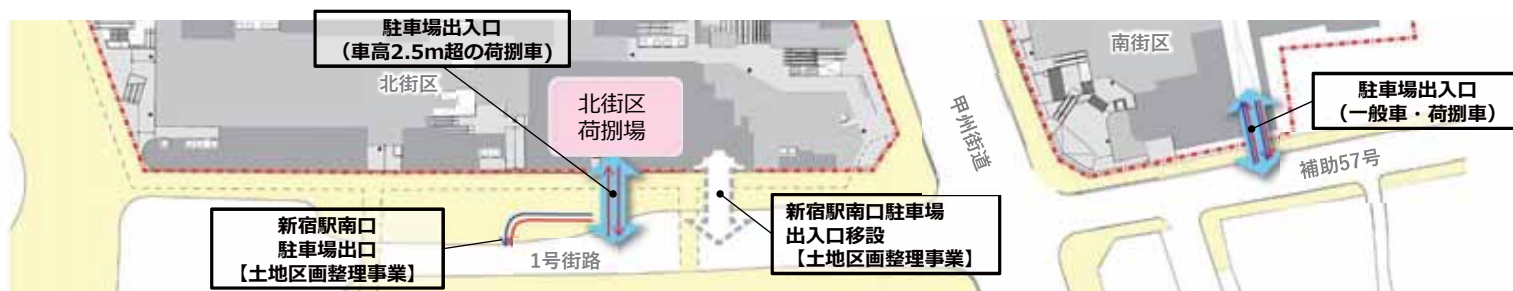 駐車場出入口
(車高2.5m超の荷捌車)
北街区
北街区
荷捌場
新宿駅南口
駐車場出口
【土地区画整理事業】
1号街路
新宿駅南口駐車場
出入口移設
【土地区画整理事業】
甲州街道
南街区
駐車場出入口
(一般車・荷捌車)
補助57号